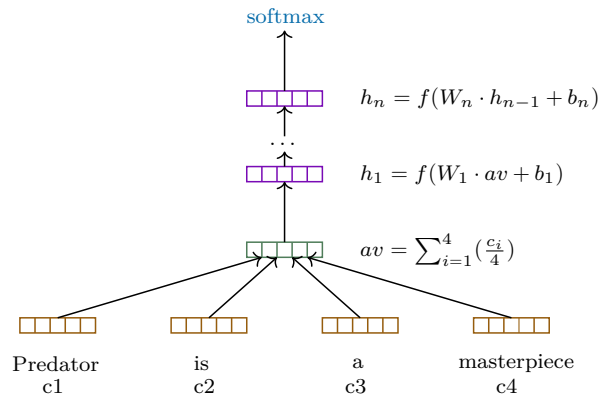 softmax
h_n = f(W_n · h_{n−1} + b_n)
...
h_1 = f(W_1 · av + b_1)
av = ∑_{i=1}^{4} (c_i/4)
Predator is a masterpiece
c1 c2 c3 c4